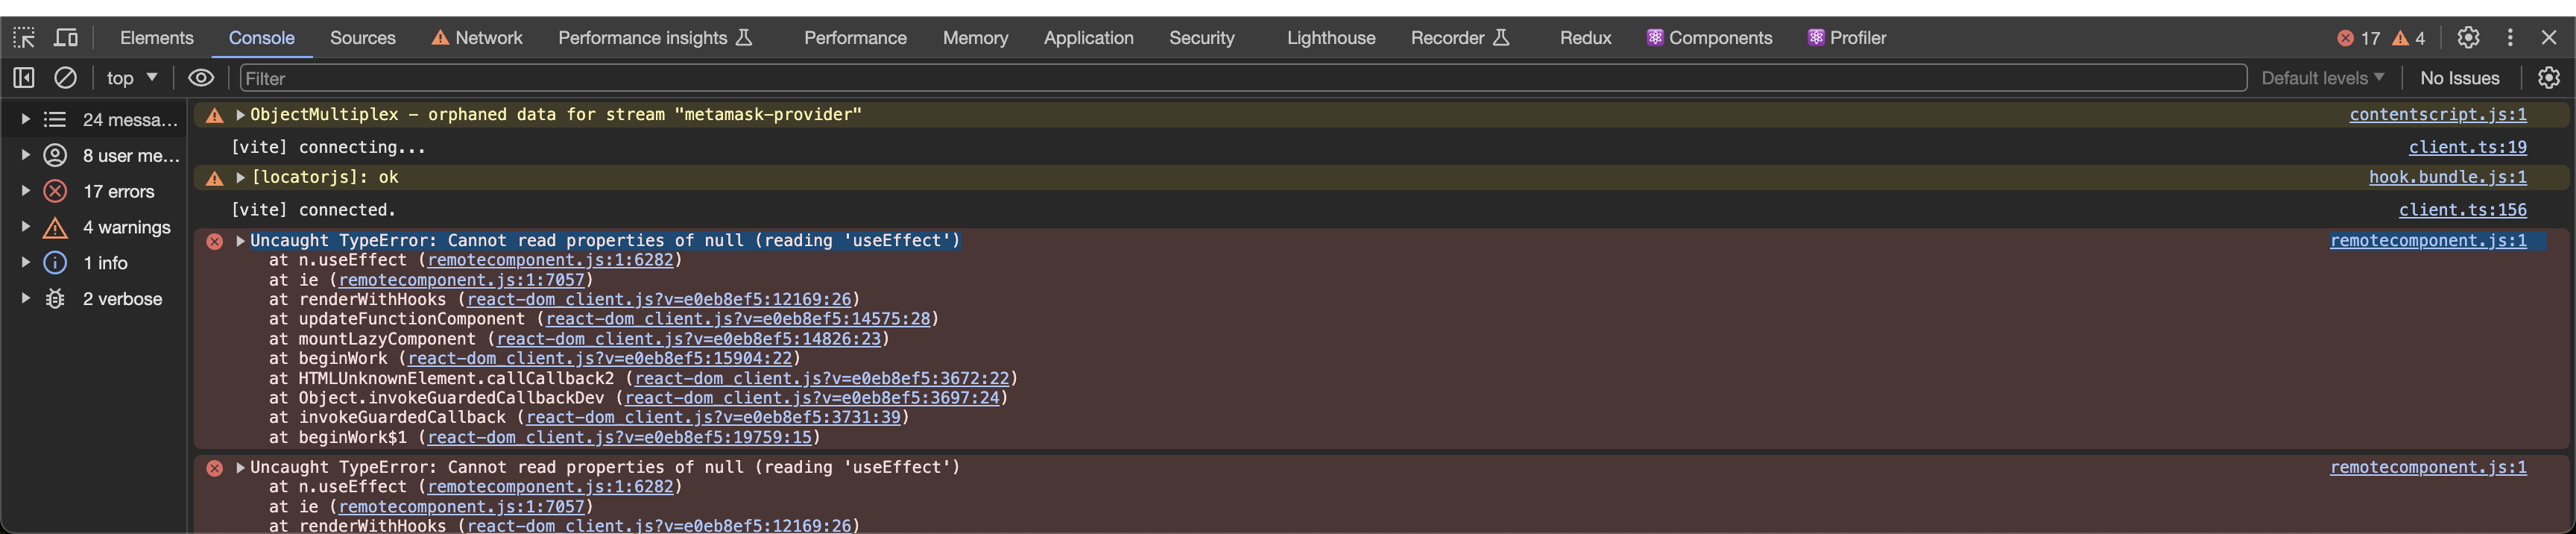 Elements Console Sources Network Performance insights Performance Memory Application Security Lighthouse Recorder Redux Components Profiler 17 4
top Filter Default levels No Issues
24 messa...
8 user me...
17 errors
4 warnings
1 info
2 verbose
ObjectMultiplex - orphaned data for stream "metamask-provider" contentscript.js:1
[vite] connecting... client.ts:19
[locatorjs]: ok hook.bundle.js:1
[vite] connected. client.ts:156
Uncaught TypeError: Cannot read properties of null (reading 'useEffect') remotecomponent.js:1
at n.useEffect (remotecomponent.js:1:6282)
at ie (remotecomponent.js:1:7057)
at renderWithHooks (react-dom_client.js?v=e0eb8ef5:12169:26)
at updateFunctionComponent (react-dom_client.js?v=e0eb8ef5:14575:28)
at mountLazyComponent (react-dom_client.js?v=e0eb8ef5:14826:23)
at beginWork (react-dom_client.js?v=e0eb8ef5:15904:22)
at HTMLUnknownElement.callCallback2 (react-dom_client.js?v=e0eb8ef5:3672:22)
at Object.invokeGuardedCallbackDev (react-dom_client.js?v=e0eb8ef5:3697:24)
at invokeGuardedCallback (react-dom_client.js?v=e0eb8ef5:3731:39)
at beginWork$1 (react-dom_client.js?v=e0eb8ef5:19759:15)
Uncaught TypeError: Cannot read properties of null (reading 'useEffect') remotecomponent.js:1
at n.useEffect (remotecomponent.js:1:6282)
at ie (remotecomponent.js:1:7057)
at renderWithHooks (react-dom_client.js?v=e0eb8ef5:12169:26)